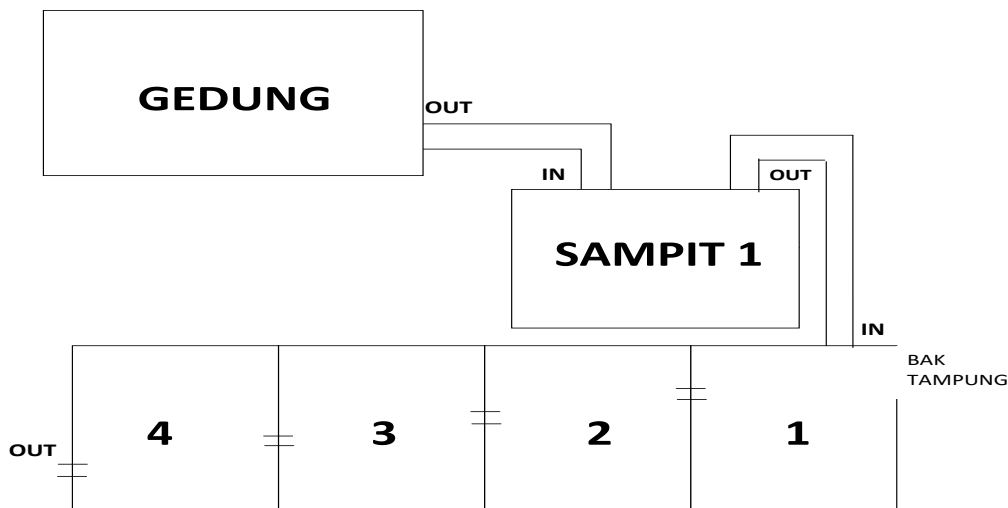 GEDUNG
OUT
IN
OUT
SAMPIT 1
IN
BAK
TAMPUNG
4
3
2
1
OUT